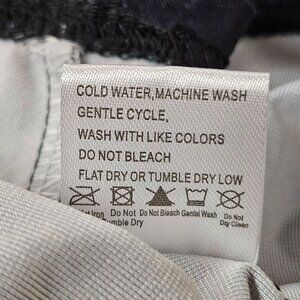 COLD WATER,MACHINE WASH
GENTLE CYCLE,
WASH WITH LIKE COLORS
DO NOT BLEACH
FLAT DRY OR TUMBLE DRY LOW
Iron Do Not Do Not Bleach Gentel Wash Do Not
Tumble Dry Dry Clean